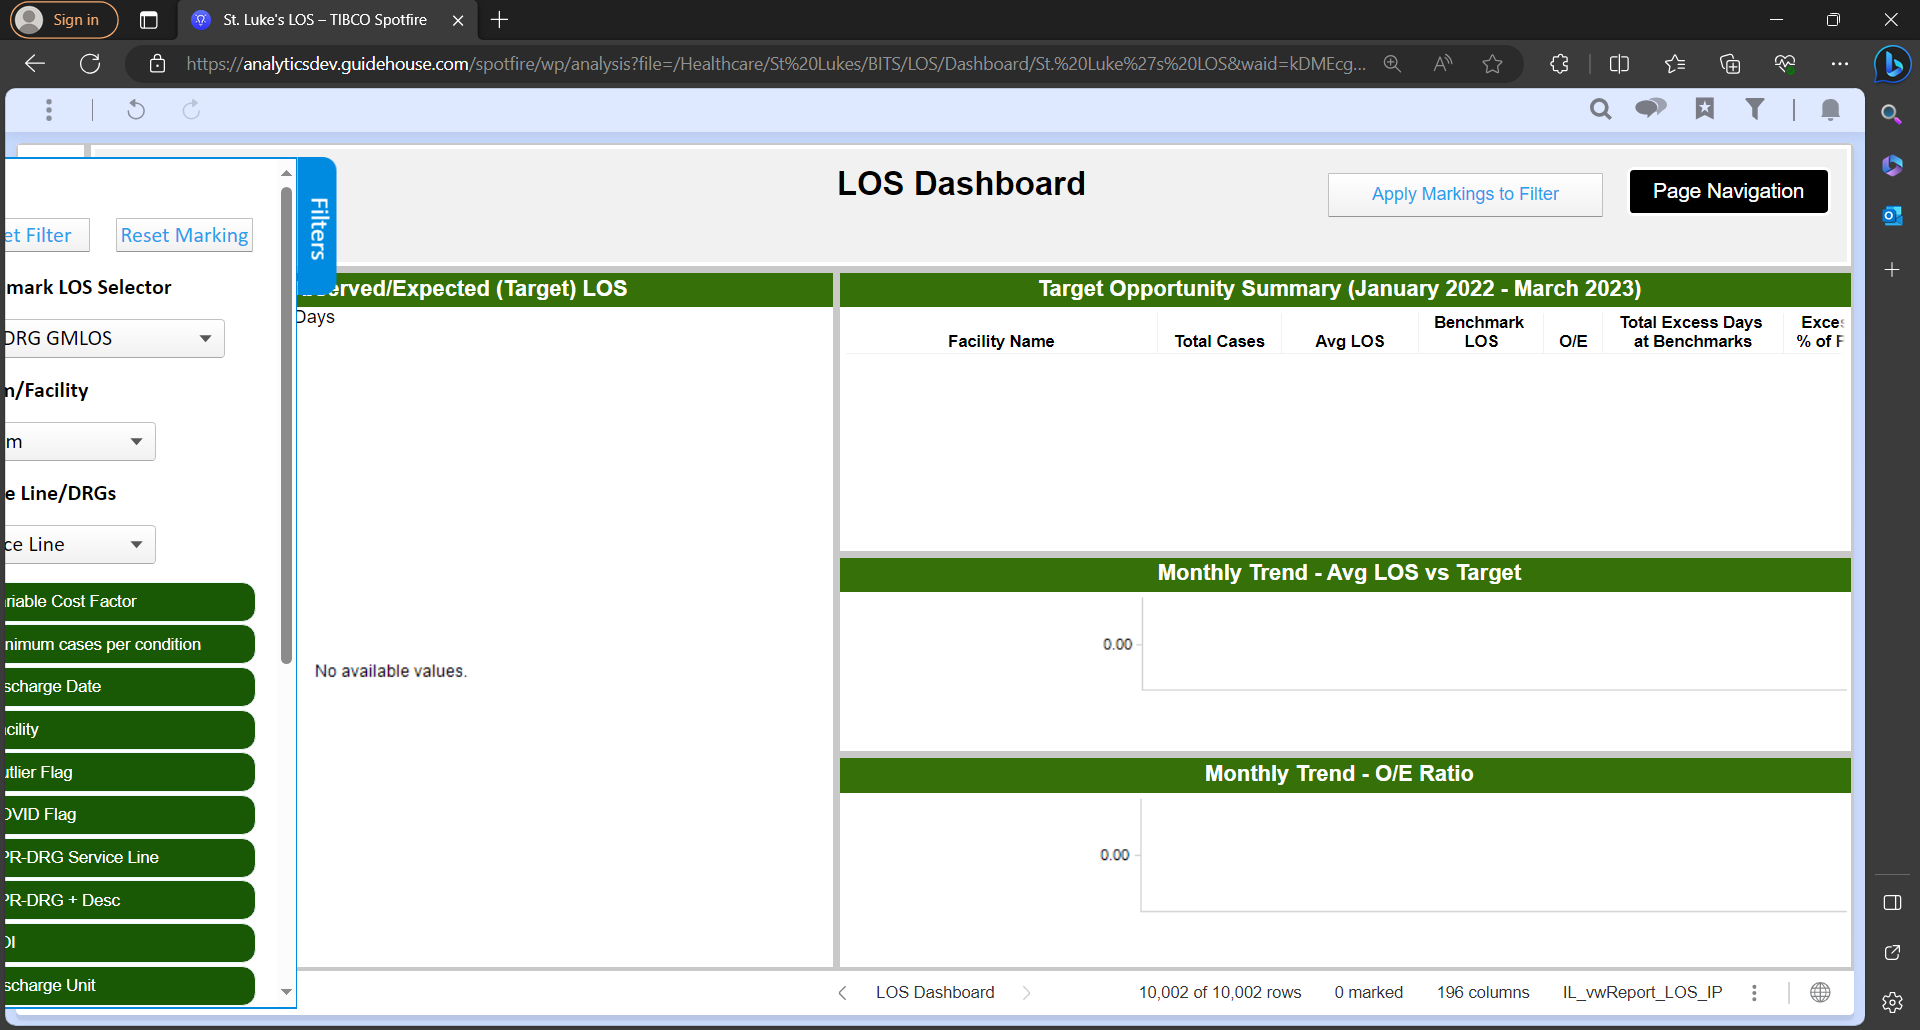 Sign in
St. Luke's LOS – TIBCO Spotfire
https://analyticsdev.guidehouse.com/spotfire/wp/analysis?file=/Healthcare/St%20Lukes/BITS/LOS/Dashboard/St.%20Luke%27s%20LOS&waid=kDMEcg...
LOS Dashboard
Apply Markings to Filter
Page Navigation
et Filter
Reset Marking
Filters
mark LOS Selector
DRG GMLOS
/Facility
m
e Line/DRGs
ce Line
riable Cost Factor
nimum cases per condition
scharge Date
cility
utlier Flag
OVID Flag
PR-DRG Service Line
PR-DRG + Desc
DI
scharge Unit
erved/Expected (Target) LOS
Days
No available values.
Target Opportunity Summary (January 2022 - March 2023)
Facility Name
Total Cases
Avg LOS
Benchmark
LOS
O/E
Total Excess Days
at Benchmarks
Exce
% of
Monthly Trend - Avg LOS vs Target
0.00
Monthly Trend - O/E Ratio
0.00
LOS Dashboard
10,002 of 10,002 rows
0 marked
196 columns
IL_vwReport_LOS_IP